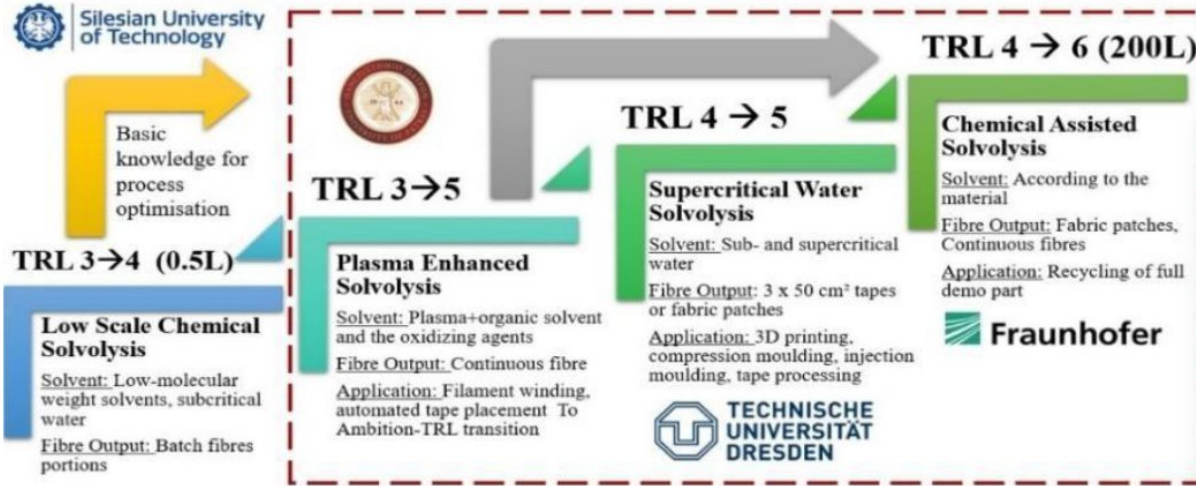 Silesian University
of Technology
Basic
knowledge for
process
optimisation
TRL 3→4 (0.5L)
Low Scale Chemical
Solvolysis
Solvent: Low-molecular
weight solvents, subcritical
water
Fibre Output: Batch fibres
portions
TRL 3→5
Plasma Enhanced
Solvolysis
Solvent: Plasma+organic solvent
and the oxidizing agents
Fibre Output: Continuous fibre
Application: Filament winding,
automated tape placement To
Ambition-TRL transition
TRL 4 → 5
Supercritical Water
Solvolysis
Solvent: Sub- and supercritical
water
Fibre Output: 3 x 50 cm² tapes
or fabric patches
Application: 3D printing,
compression moulding, injection
moulding, tape processing
TECHNISCHE
UNIVERSITÄT
DRESDEN
TRL 4 → 6 (200L)
Chemical Assisted
Solvolysis
Solvent: According to the
material
Fibre Output: Fabric patches,
Continuous fibres
Application: Recycling of full
demo part
Fraunhofer